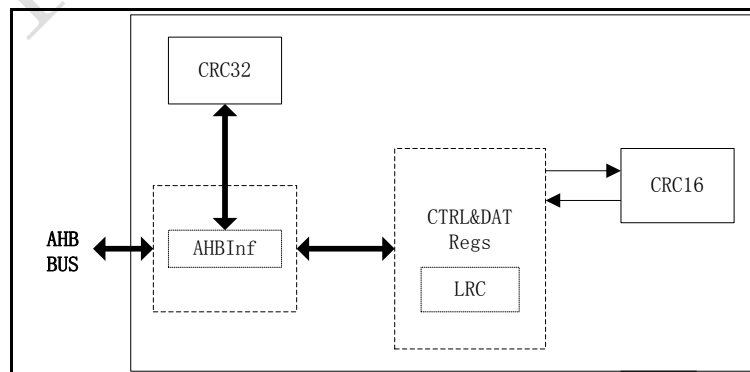 CRC32
AHB
BUS
AHBInf
CTRL&DAT
Regs
LRC
CRC16